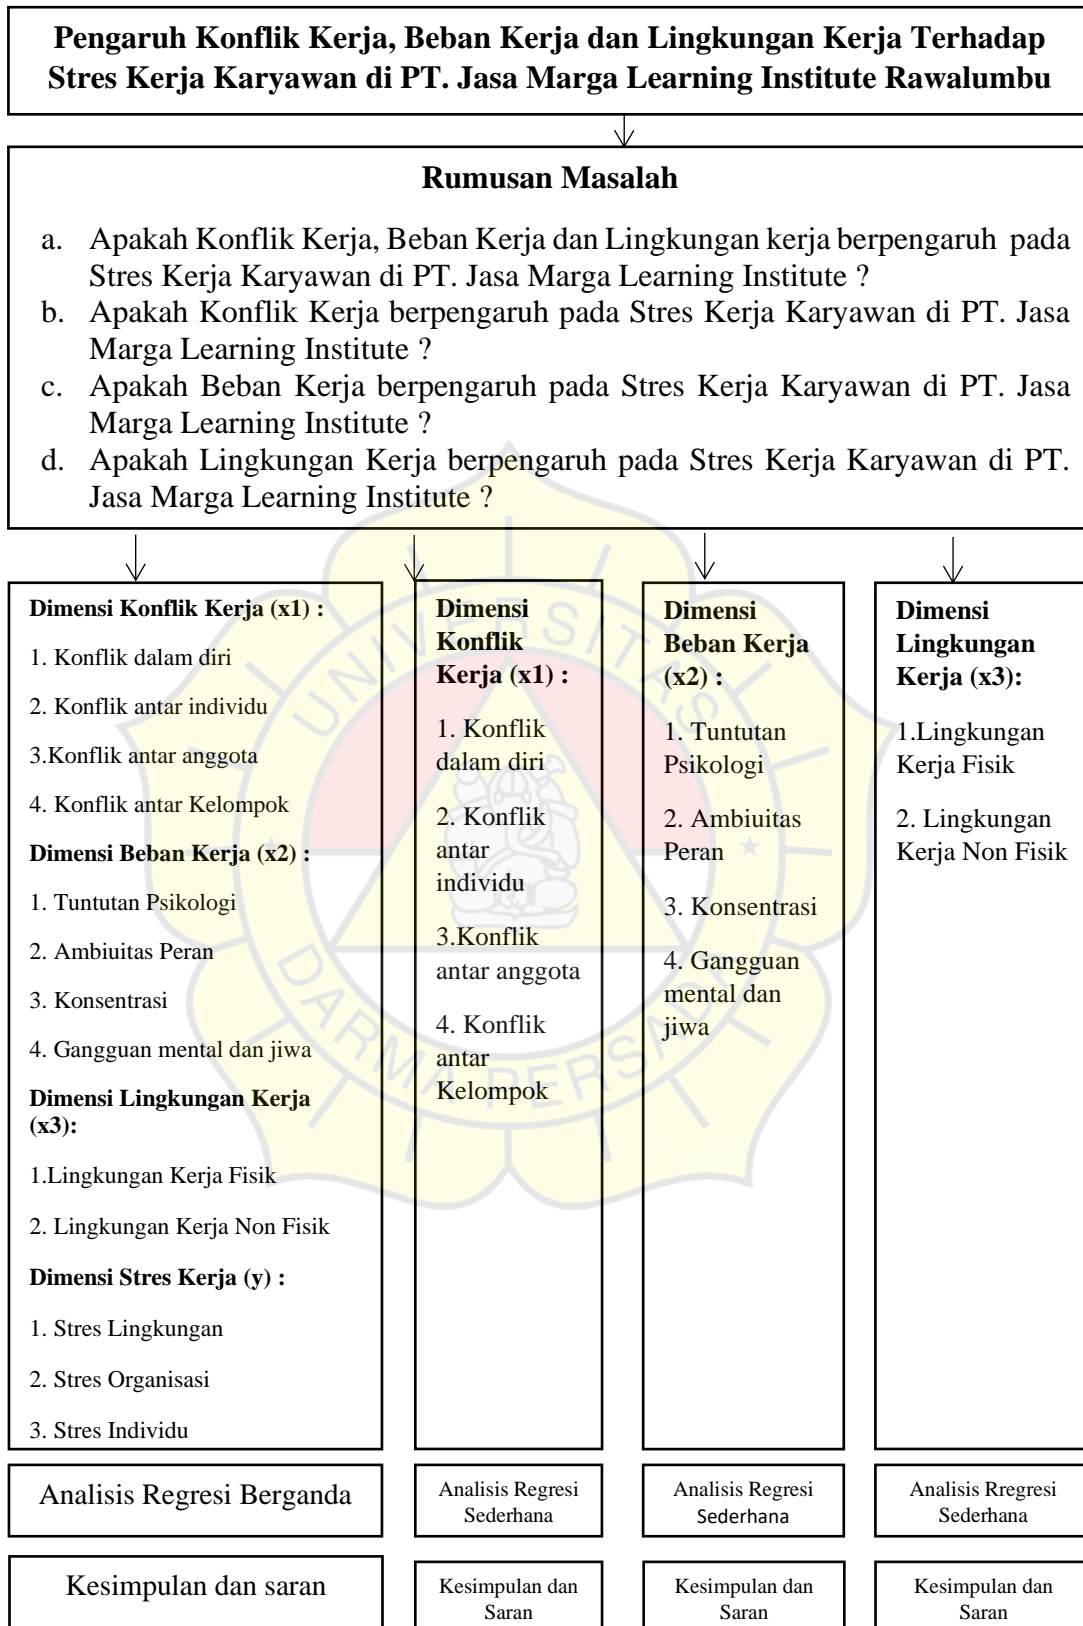 Pengaruh Konflik Kerja, Beban Kerja dan Lingkungan Kerja Terhadap
Stres Kerja Karyawan di PT. Jasa Marga Learning Institute Rawalumbu
Rumusan Masalah
a. Apakah Konflik Kerja, Beban Kerja dan Lingkungan kerja berpengaruh pada
Stres Kerja Karyawan di PT. Jasa Marga Learning Institute ?
b. Apakah Konflik Kerja berpengaruh pada Stres Kerja Karyawan di PT. Jasa
Marga Learning Institute ?
c. Apakah Beban Kerja berpengaruh pada Stres Kerja Karyawan di PT. Jasa
Marga Learning Institute ?
d. Apakah Lingkungan Kerja berpengaruh pada Stres Kerja Karyawan di PT.
Jasa Marga Learning Institute ?
Dimensi Konflik Kerja (x1) :
1. Konflik dalam diri
2. Konflik antar individu
3.Konflik antar anggota
4. Konflik antar Kelompok
Dimensi Beban Kerja (x2) :
1. Tuntutan Psikologi
2. Ambiuitas Peran
3. Konsentrasi
4. Gangguan mental dan jiwa
Dimensi Lingkungan Kerja
(x3):
1.Lingkungan Kerja Fisik
2. Lingkungan Kerja Non Fisik
Dimensi Stres Kerja (y) :
1. Stres Lingkungan
2. Stres Organisasi
3. Stres Individu
Dimensi
Konflik
Kerja (x1) :
1. Konflik
dalam diri
2. Konflik
antar
individu
3.Konflik
antar anggota
4. Konflik
antar
Kelompok
Dimensi
Beban Kerja
(x2) :
1. Tuntutan
Psikologi
2. Ambiuitas
Peran
3. Konsentrasi
4. Gangguan
mental dan
jiwa
Dimensi
Lingkungan
Kerja (x3):
1.Lingkungan
Kerja Fisik
2. Lingkungan
Kerja Non Fisik
Analisis Regresi Berganda
Analisis Regresi
Sederhana
Analisis Regresi
Sederhana
Analisis Rregresi
Sederhana
Kesimpulan dan saran
Kesimpulan dan
Saran
Kesimpulan dan
Saran
Kesimpulan dan
Saran
UNIVERSITAS
DARMA PERSADA